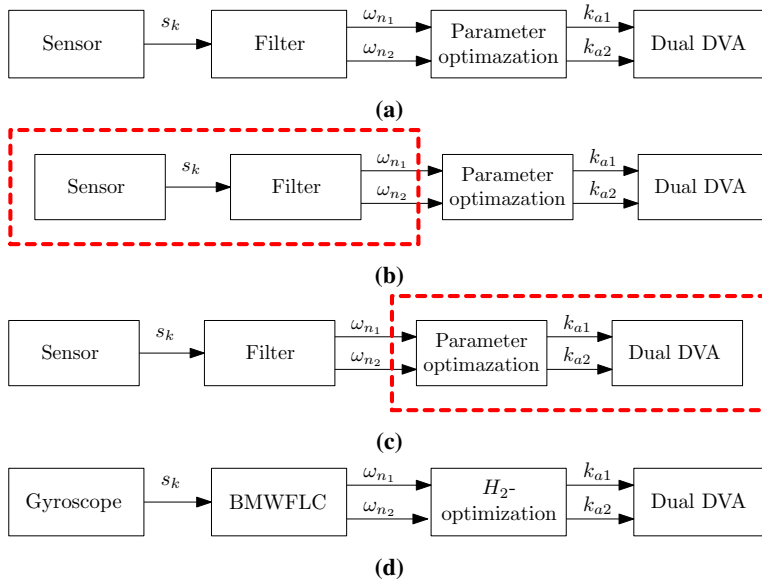 Sensor s_k Filter ω_{n_1} ω_{n_2} Parameter optimazation k_{a1} k_{a2} Dual DVA
(a)
Sensor s_k Filter ω_{n_1} ω_{n_2} Parameter optimazation k_{a1} k_{a2} Dual DVA
(b)
Sensor s_k Filter ω_{n_1} ω_{n_2} Parameter optimazation k_{a1} k_{a2} Dual DVA
(c)
Gyroscope s_k BMWFLC ω_{n_1} ω_{n_2} H_2-optimization k_{a1} k_{a2} Dual DVA
(d)